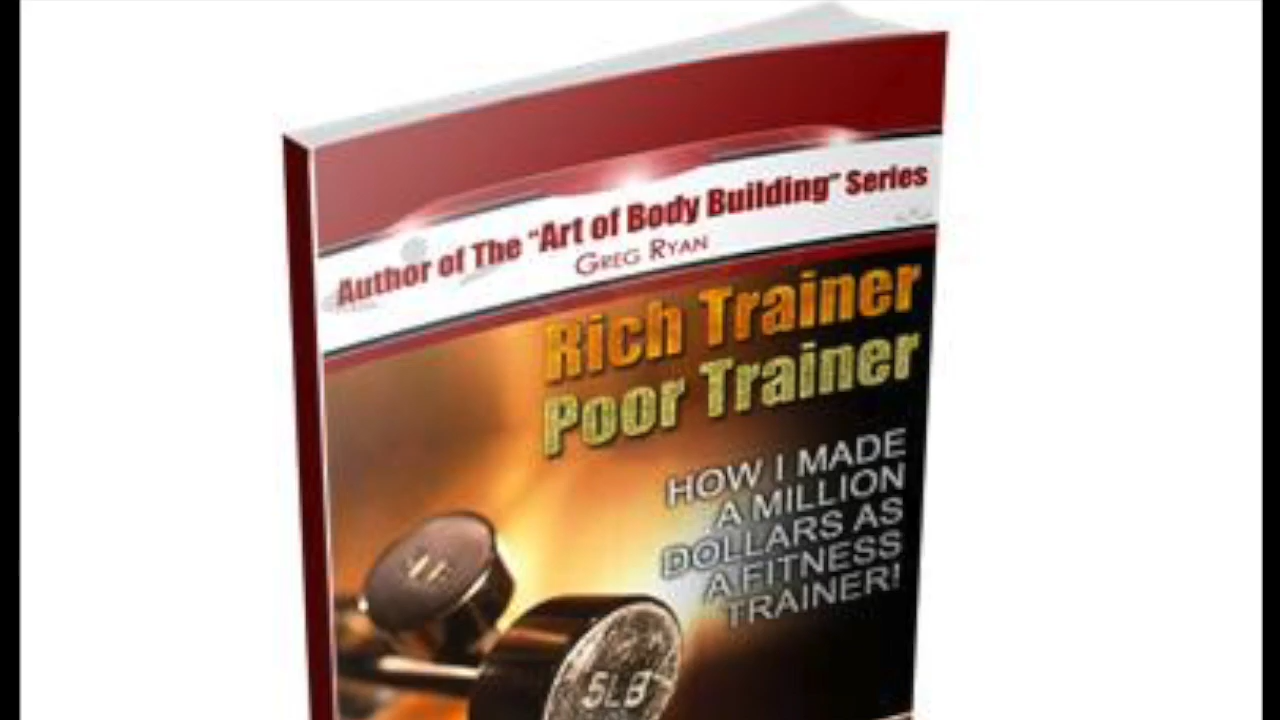 Author of The “Art of Body Building” Series
GREG RYAN
Rich Trainer
Poor Trainer
HOW I MADE
A MILLION
DOLLARS AS
A FITNESS
TRAINER!
5LB